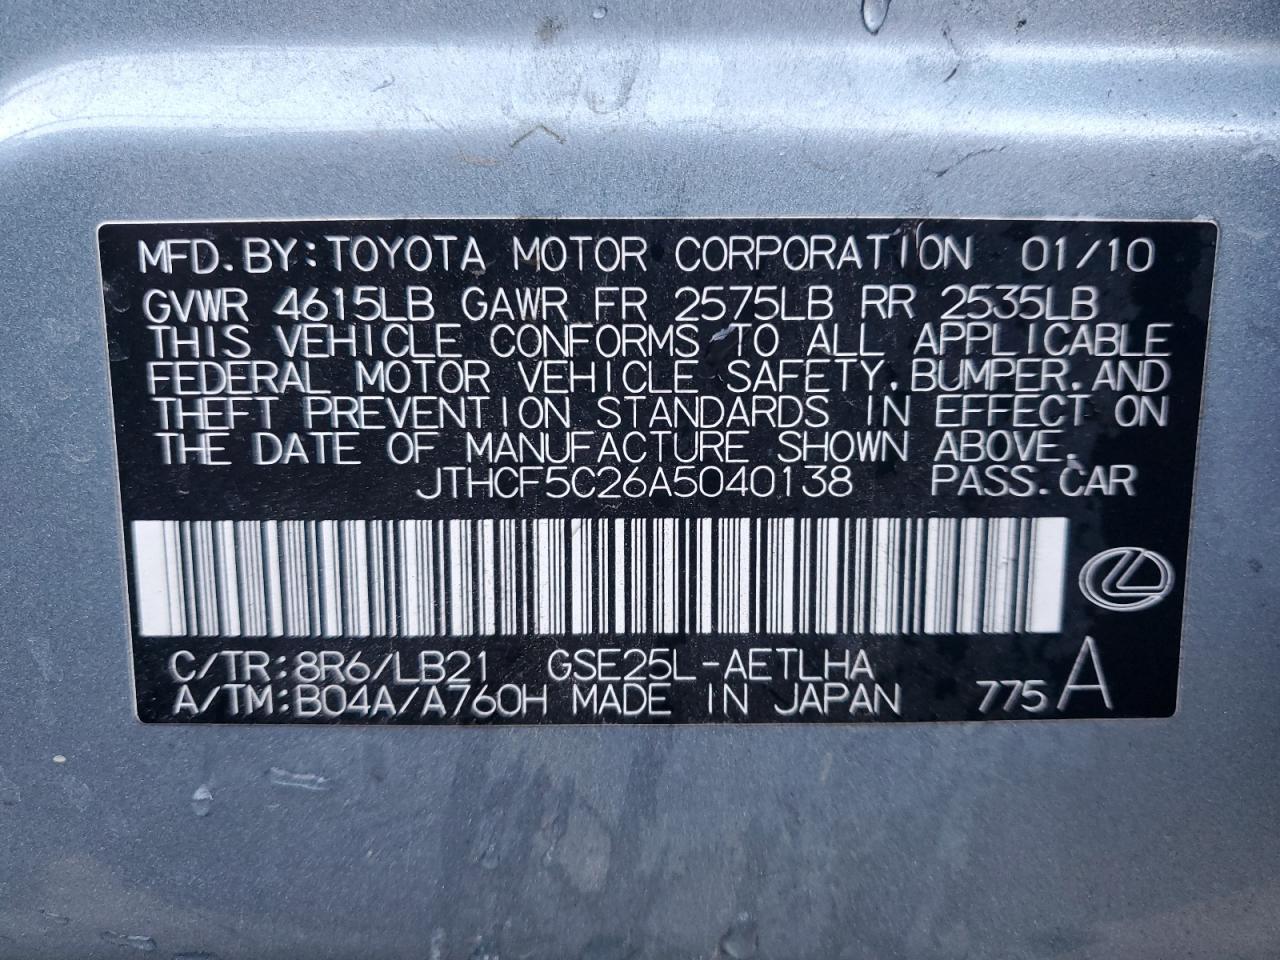 MFD.BY:TOYOTA MOTOR CORPORATION 01/10
GVWR 4615LB GAWR FR 2575LB RR 2535LB
THIS VEHICLE CONFORMS TO ALL APPLICABLE
FEDERAL MOTOR VEHICLE SAFETY,BUMPER,AND
THEFT PREVENTION STANDARDS IN EFFECT ON
THE DATE OF MANUFACTURE SHOWN ABOVE.
JTHCF5C26A5040138 PASS.CAR
C/TR:8R6/LB21 GSE25L-AETLHA
A/TM:B04A/A760H MADE IN JAPAN 775A